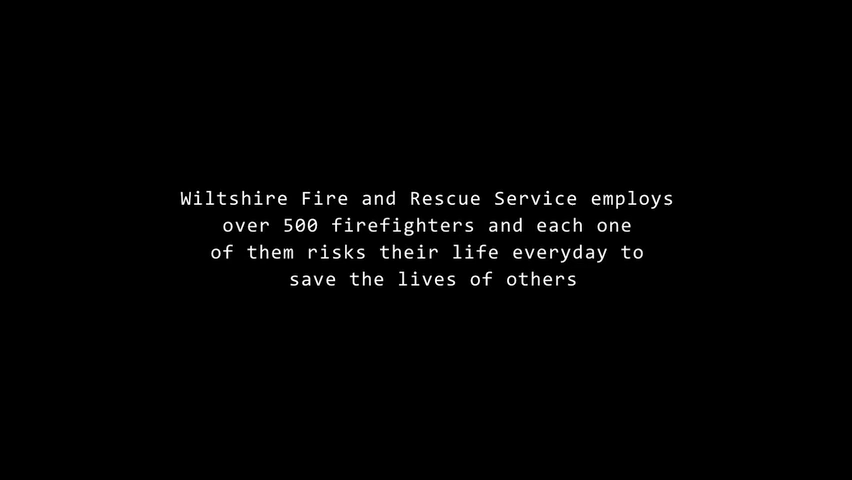 Wiltshire Fire and Rescue Service employs
over 500 firefighters and each one
of them risks their life everyday to
save the lives of others